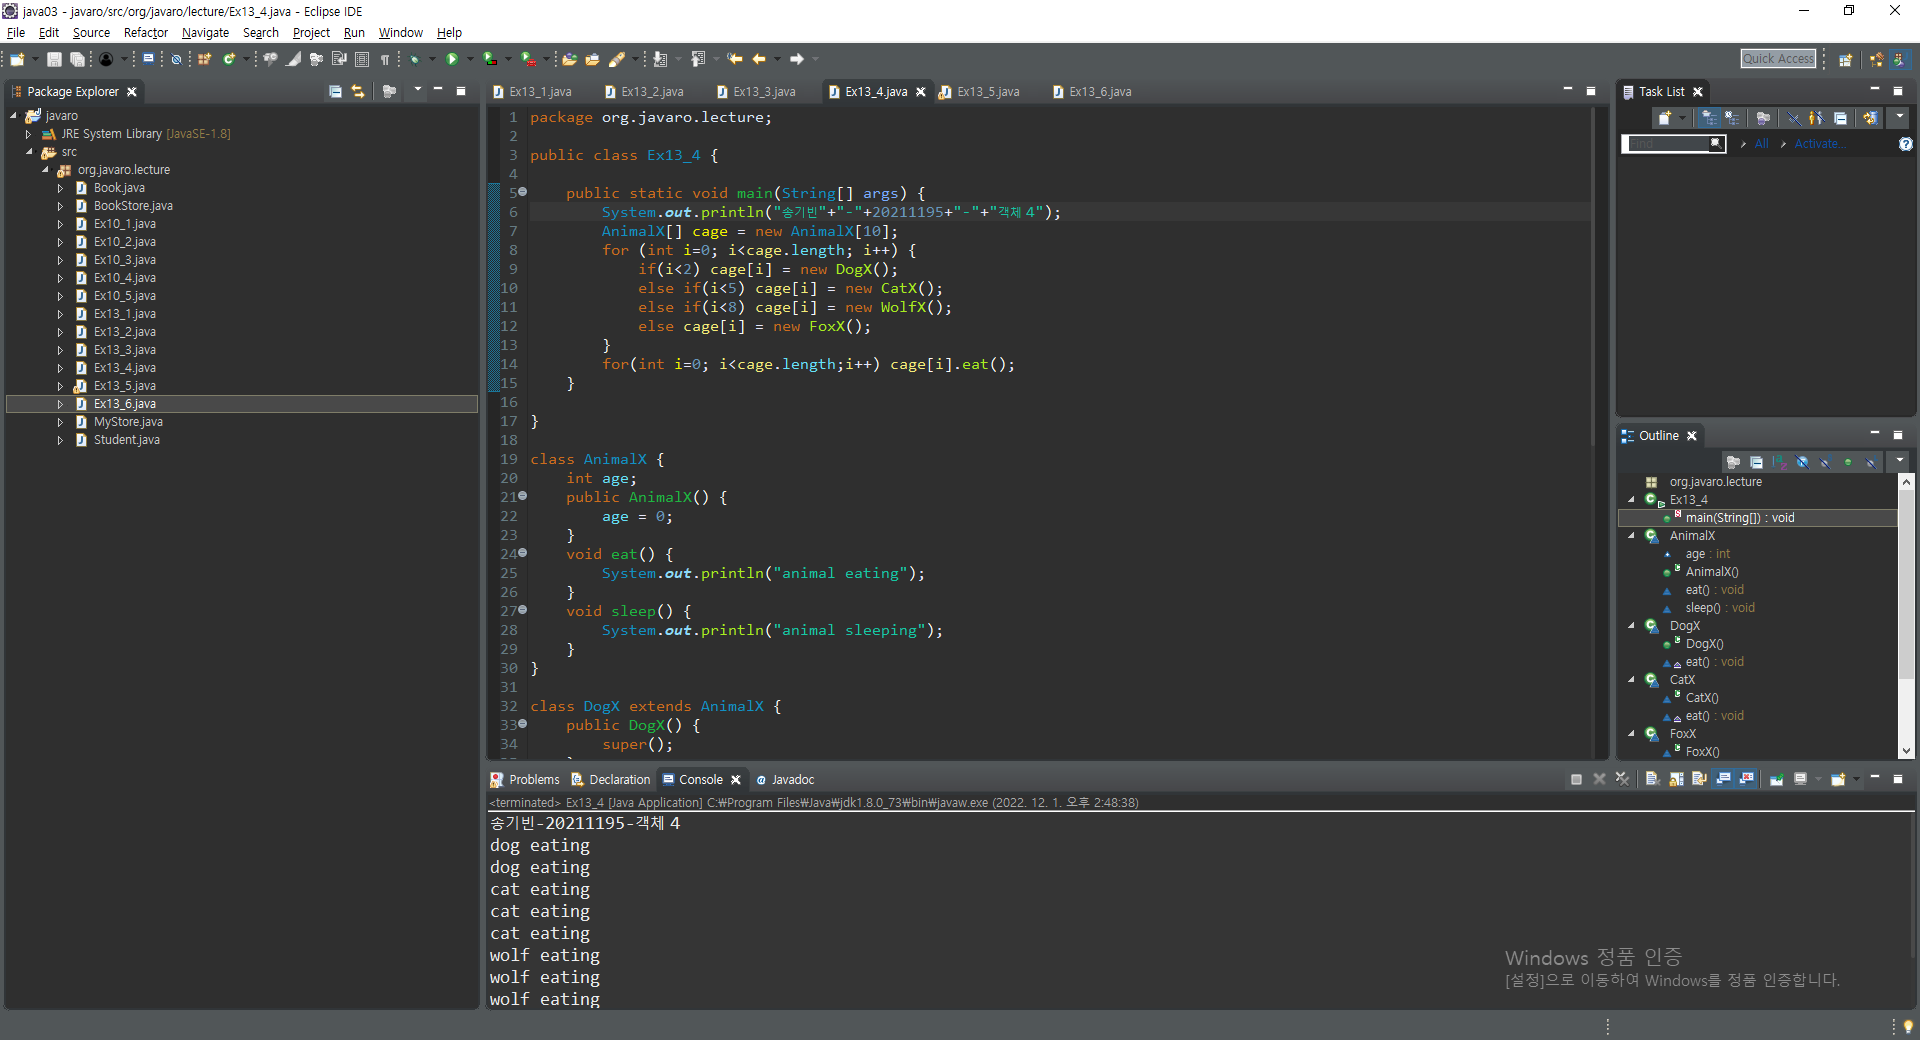 java03 - javaro/src/org/javaro/lecture/Ex13_4.java - Eclipse IDE
File Edit Source Refactor Navigate Search Project Run Window Help
Quick Access
Package Explorer
javaro
JRE System Library [JavaSE-1.8]
src
org.javaro.lecture
Book.java
BookStore.java
Ex10_1.java
Ex10_2.java
Ex10_3.java
Ex10_4.java
Ex10_5.java
Ex13_1.java
Ex13_2.java
Ex13_3.java
Ex13_4.java
Ex13_5.java
Ex13_6.java
MyStore.java
Student.java
Ex13_1.java Ex13_2.java Ex13_3.java Ex13_4.java Ex13_5.java Ex13_6.java
1 package org.javaro.lecture;
2
3 public class Ex13_4 {
4
5 public static void main(String[] args) {
6 System.out.println("송기빈"+"-"+20211195+"-"+"객체 4");
7 AnimalX[] cage = new AnimalX[10];
8 for (int i=0; i<cage.length; i++) {
9 if(i<2) cage[i] = new DogX();
10 else if(i<5) cage[i] = new CatX();
11 else if(i<8) cage[i] = new WolfX();
12 else cage[i] = new FoxX();
13 }
14 for(int i=0; i<cage.length;i++) cage[i].eat();
15 }
16
17 }
18
19 class AnimalX {
20 int age;
21 public AnimalX() {
22 age = 0;
23 }
24 void eat() {
25 System.out.println("animal eating");
26 }
27 void sleep() {
28 System.out.println("animal sleeping");
29 }
30 }
31
32 class DogX extends AnimalX {
33 public DogX() {
34 super();
Task List
Find All Activate...
Outline
org.javaro.lecture
Ex13_4
main(String[]) : void
AnimalX
age : int
AnimalX()
eat() : void
sleep() : void
DogX
DogX()
eat() : void
CatX
CatX()
eat() : void
FoxX
FoxX()
Problems Declaration Console Javadoc
<terminated> Ex13_4 [Java Application] C:₩Program Files₩Java₩jdk1.8.0_73₩bin₩javaw.exe (2022. 12. 1. 오후 2:48:38)
송기빈-20211195-객체 4
dog eating
dog eating
cat eating
cat eating
cat eating
wolf eating
wolf eating
wolf eating
Windows 정품 인증
[설정]으로 이동하여 Windows를 정품 인증합니다.